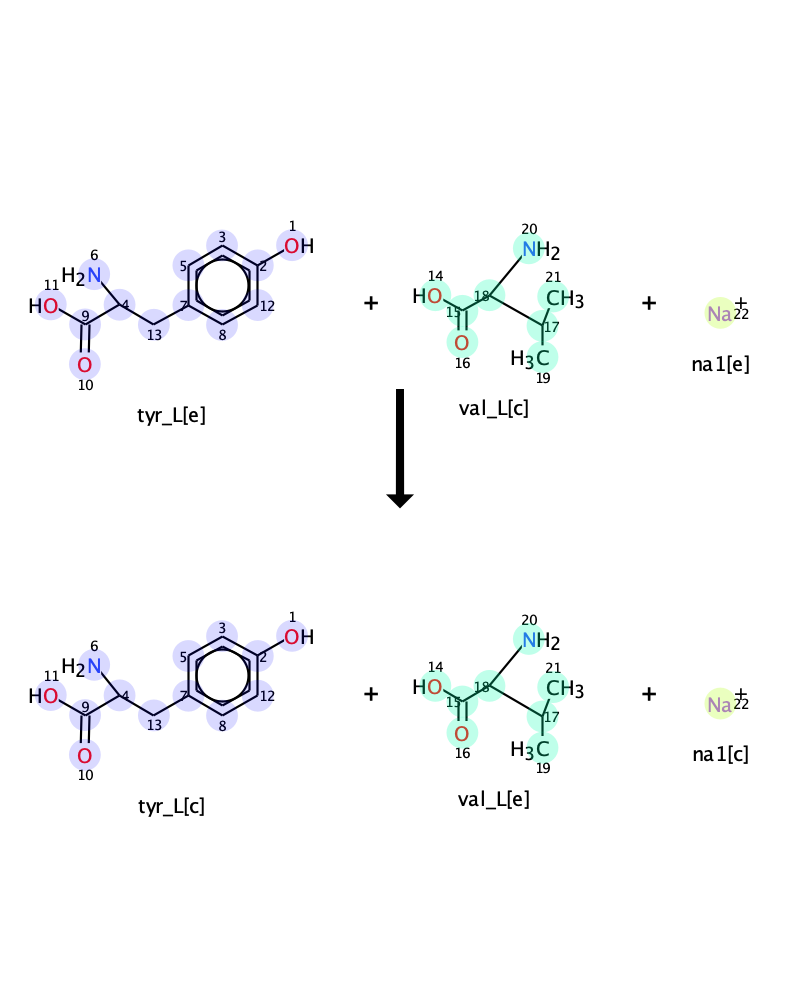 1
OH
3
6
H2N
5
2
11
HO
9
4
7
12
13
8
O
10
tyr_L[e]
+
20
NH2
14
HO
15
18
21
CH3
17
O
16
H3C
19
val_L[c]
+
Na+
22
na1[e]
1
OH
3
6
H2N
5
2
11
HO
9
4
7
12
13
8
O
10
tyr_L[c]
+
20
NH2
14
HO
15
18
21
CH3
17
O
16
H3C
19
val_L[e]
+
Na+
22
na1[c]